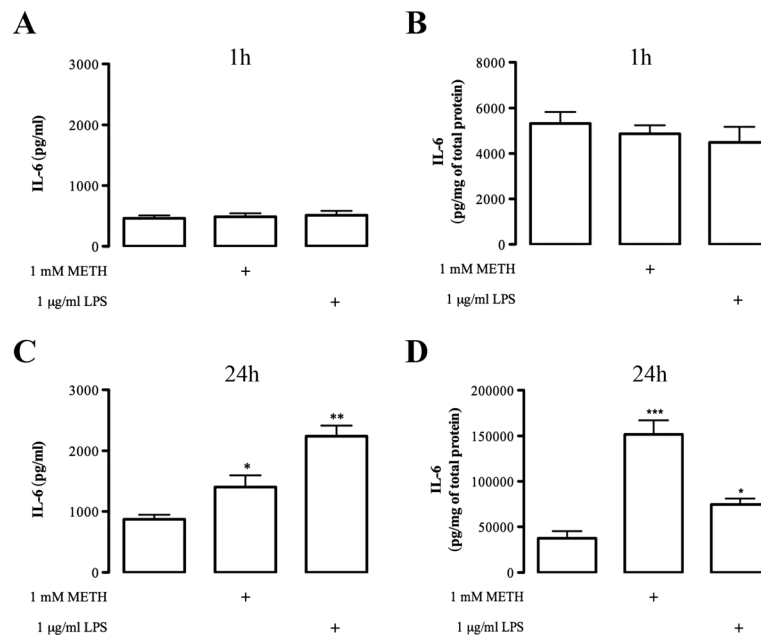 A
1h
3000
2000
1000
0
IL-6 (pg/ml)
1 mM METH +
1 µg/ml LPS +
B
1h
8000
6000
4000
2000
0
IL-6
(pg/mg of total protein)
1 mM METH +
1 µg/ml LPS +
C
24h
3000
2000
1000
0
IL-6 (pg/ml)
*
**
1 mM METH +
1 µg/ml LPS +
D
24h
200000
150000
100000
50000
0
IL-6
(pg/mg of total protein)
***
*
1 mM METH +
1 µg/ml LPS +